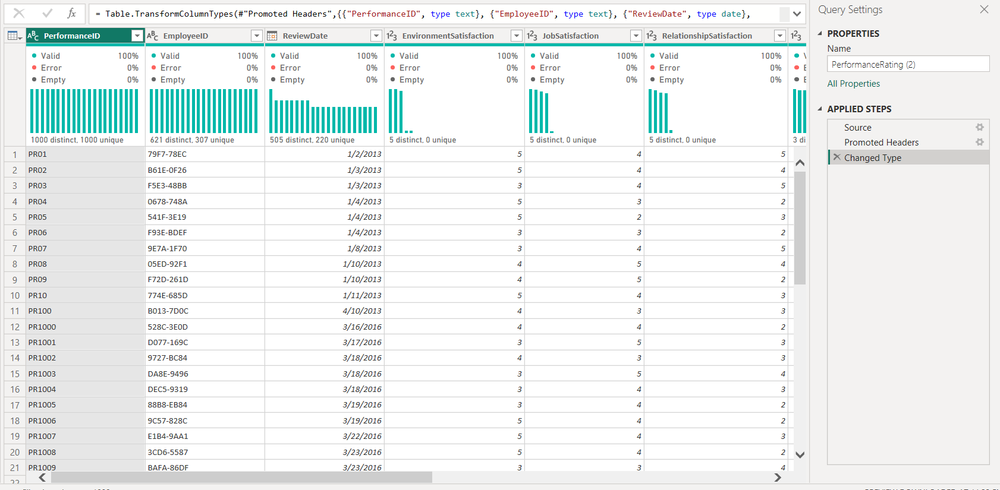 fx = Table.TransformColumnTypes(#"Promoted Headers",{{"PerformanceID", type text}, {"EmployeeID", type text}, {"ReviewDate", type date},
ABC PerformanceID ABC EmployeeID ReviewDate 123 EnvironmentSatisfaction 123 JobSatisfaction 123 RelationshipSatisfaction 123
Valid 100% Valid 100% Valid 100% Valid 100% Valid 100% Valid 100%
Error 0% Error 0% Error 0% Error 0% Error 0% Error 0%
Empty 0% Empty 0% Empty 0% Empty 0% Empty 0% Empty 0%
1000 distinct, 1000 unique 621 distinct, 307 unique 505 distinct, 220 unique 5 distinct, 0 unique 5 distinct, 0 unique 5 distinct, 0 unique 3 di
1 PR01 79F7-78EC 1/2/2013 5 4 5
2 PR02 B61E-0F26 1/3/2013 5 4 4
3 PR03 F5E3-48BB 1/3/2013 3 4 5
4 PR04 0678-748A 1/4/2013 5 3 2
5 PR05 541F-3E19 1/4/2013 5 2 3
6 PR06 F93E-BDEF 1/4/2013 3 3 2
7 PR07 9E7A-1F70 1/8/2013 3 4 5
8 PR08 05ED-92F1 1/10/2013 4 5 4
9 PR09 F72D-261D 1/10/2013 4 5 2
10 PR10 774E-685D 1/11/2013 5 4 3
11 PR100 B013-7D0C 4/10/2013 4 3 3
12 PR1000 528C-3E0D 3/16/2016 4 4 2
13 PR1001 D077-169C 3/17/2016 3 5 3
14 PR1002 9727-BC84 3/18/2016 4 3 3
15 PR1003 DA8E-9496 3/18/2016 3 5 4
16 PR1004 DEC5-9319 3/18/2016 3 4 3
17 PR1005 88B8-EB84 3/19/2016 3 4 2
18 PR1006 9C57-828C 3/19/2016 5 4 2
19 PR1007 E1B4-9AA1 3/22/2016 5 4 3
20 PR1008 3CD6-5587 3/23/2016 5 4 2
21 PR1009 BAFA-86DF 3/23/2016 3 3 4
22
Query Settings
PROPERTIES
Name
PerformanceRating (2)
All Properties
APPLIED STEPS
Source
Promoted Headers
Changed Type